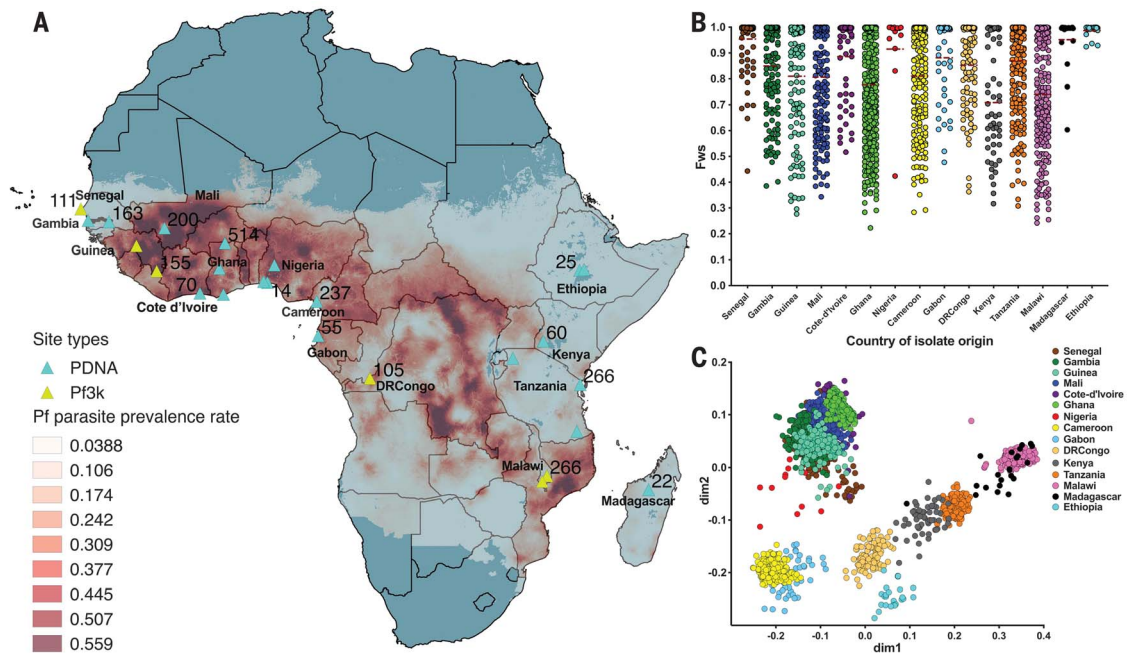 A
111
Senegal
Mali
163
Gambia
200
Guinea
514
155
Ghana
Nigeria
70
14
237
Cote d'Ivoire
Cameroon
55
Gabon
105
DRCongo
25
Ethiopia
60
Kenya
Tanzania
266
Malawi
266
22
Madagascar
Site types
PDNA
Pf3k
Pf parasite prevalence rate
0.0388
0.106
0.174
0.242
0.309
0.377
0.445
0.507
0.559
B
Fws
1.0
0.9
0.8
0.7
0.6
0.5
0.4
0.3
0.2
0.1
0.0
Senegal
Gambia
Guinea
Mali
Cote-d'Ivoire
Ghana
Nigeria
Cameroon
Gabon
DRCongo
Kenya
Tanzania
Malawi
Madagascar
Ethiopia
Country of isolate origin
C
dim2
0.2
0.1
0.0
-0.1
-0.2
-0.2
-0.1
0.0
0.1
0.2
0.3
0.4
dim1
Senegal
Gambia
Guinea
Mali
Cote-d'Ivoire
Ghana
Nigeria
Cameroon
Gabon
DRCongo
Kenya
Tanzania
Malawi
Madagascar
Ethiopia